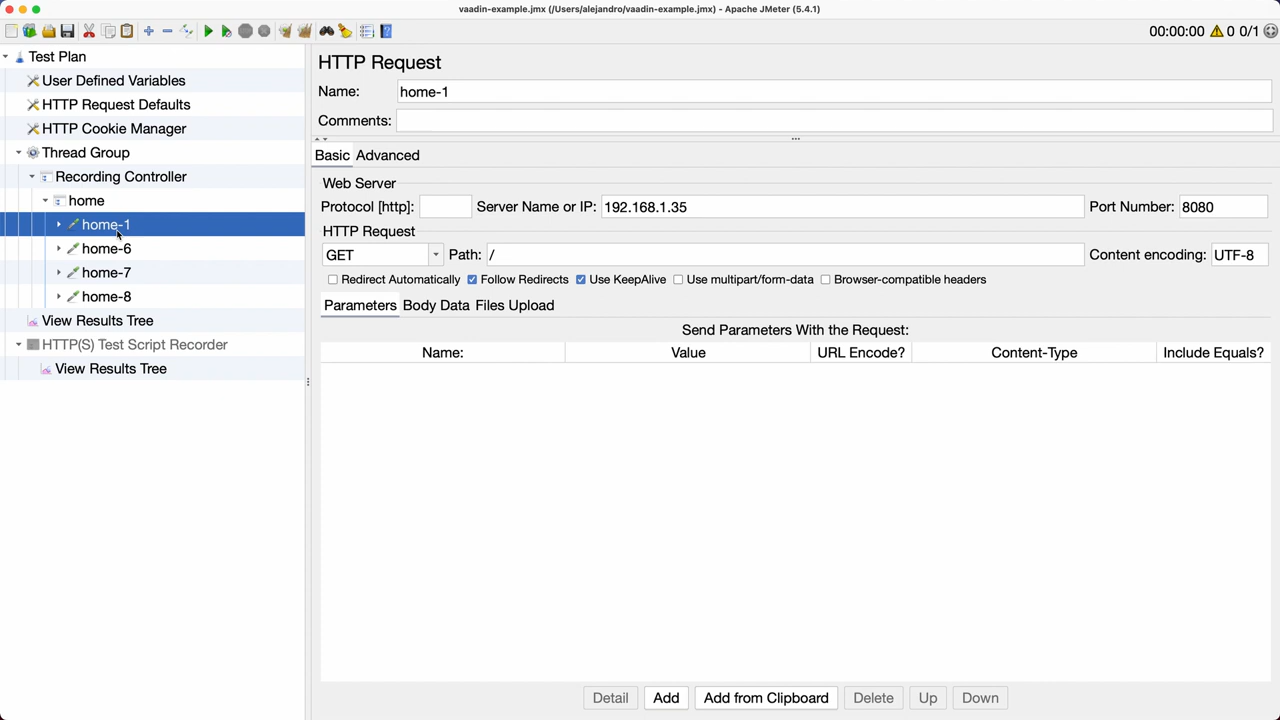 vaadin-example.jmx (/Users/alejandro/vaadin-example.jmx) - Apache JMeter (5.4.1)
00:00:00 0 0/1
Test Plan
User Defined Variables
HTTP Request Defaults
HTTP Cookie Manager
Thread Group
Recording Controller
home
home-1
home-6
home-7
home-8
View Results Tree
HTTP(S) Test Script Recorder
View Results Tree
HTTP Request
Name: home-1
Comments:
Basic Advanced
Web Server
Protocol [http]: Server Name or IP: 192.168.1.35 Port Number: 8080
HTTP Request
GET Path: / Content encoding: UTF-8
Redirect Automatically Follow Redirects Use KeepAlive Use multipart/form-data Browser-compatible headers
Parameters Body Data Files Upload
Send Parameters With the Request:
Name: Value URL Encode? Content-Type Include Equals?
Detail Add Add from Clipboard Delete Up Down